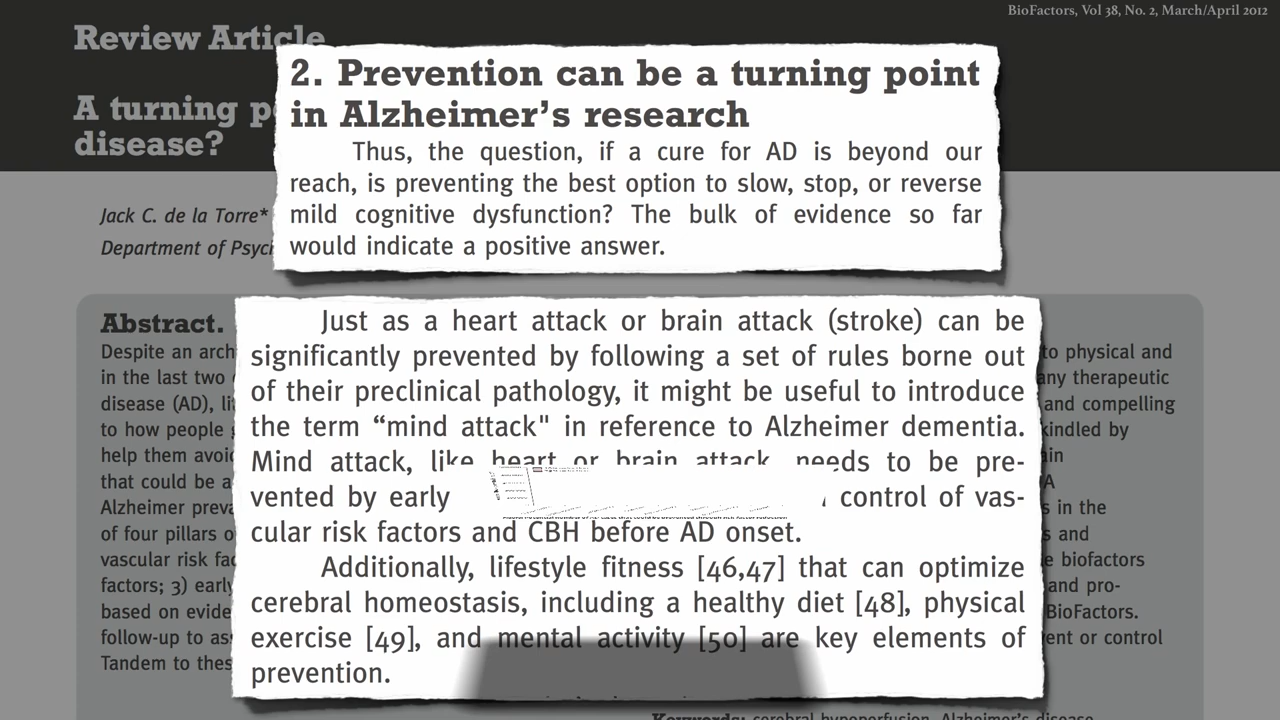 BioFactors, Vol 38, No. 2, March/April 2012
Review Article
A turning p
disease?
2. Prevention can be a turning point
in Alzheimer’s research
Thus, the question, if a cure for AD is beyond our
reach, is preventing the best option to slow, stop, or reverse
mild cognitive dysfunction? The bulk of evidence so far
would indicate a positive answer.
Jack C. de la Torre*
Department of Psyc
Abstract.
Despite an arch
in the last two
disease (AD), li
to how people
help them avoi
that could be a
Alzheimer preva
of four pillars o
vascular risk fac
factors; 3) early
based on evide
follow-up to as
Tandem to thes
Just as a heart attack or brain attack (stroke) can be
significantly prevented by following a set of rules borne out
of their preclinical pathology, it might be useful to introduce
the term “mind attack" in reference to Alzheimer dementia.
Mind attack, like heart or brain attack, needs to be pre-
vented by early control of vas-
cular risk factors and CBH before AD onset.
Additionally, lifestyle fitness [46,47] that can optimize
cerebral homeostasis, including a healthy diet [48], physical
exercise [49], and mental activity [50] are key elements of
prevention.
to physical and
any therapeutic
and compelling
kindled by
ain
A
s in the
s and
e biofactors
and pro-
BioFactors.
ent or control
Keywords: cerebral hypoperfusion, Alzheimer’s disease